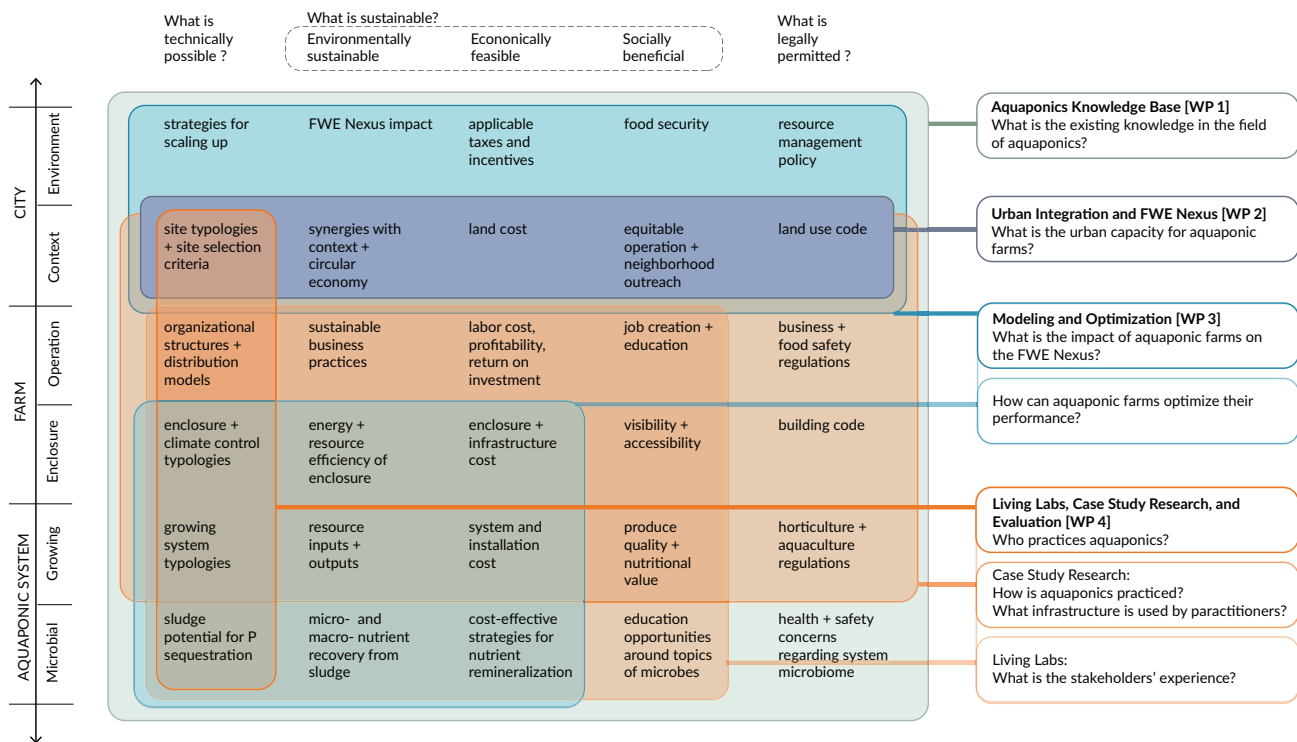 What is
technically
possible ?
What is sustainable?
Environmentally
sustainable
Economically
feasible
Socially
beneficial
What is
legally
permitted ?
CITY
Environment
strategies for
scaling up
FWE Nexus impact
applicable
taxes and
incentives
food security
resource
management
policy
Context
site typologies
+ site selection
criteria
synergies with
context +
circular
economy
land cost
equitable
operation +
neighborhood
outreach
land use code
FARM
Operation
organizational
structures +
distribution
models
sustainable
business
practices
labor cost,
profitability,
return on
investment
job creation +
education
business +
food safety
regulations
Enclosure
enclosure +
climate control
typologies
energy +
resource
efficiency of
enclosure
enclosure +
infrastructure
cost
visibility +
accessibility
building code
AQUAPONIC SYSTEM
Growing
growing
system
typologies
resource
inputs +
outputs
system and
installation
cost
produce
quality +
nutritional
value
horticulture +
aquaculture
regulations
Microbial
sludge
potential for P
sequestration
micro- and
macro- nutrient
recovery from
sludge
cost-effective
strategies for
nutrient
remineralization
education
opportunities
around topics
of microbes
health + safety
concerns
regarding system
microbiome
Aquaponics Knowledge Base [WP 1]
What is the existing knowledge in the field
of aquaponics?
Urban Integration and FWE Nexus [WP 2]
What is the urban capacity for aquaponic
farms?
Modeling and Optimization [WP 3]
What is the impact of aquaponic farms on
the FWE Nexus?
How can aquaponic farms optimize their
performance?
Living Labs, Case Study Research, and
Evaluation [WP 4]
Who practices aquaponics?
Case Study Research:
How is aquaponics practiced?
What infrastructure is used by paractitioners?
Living Labs:
What is the stakeholders' experience?